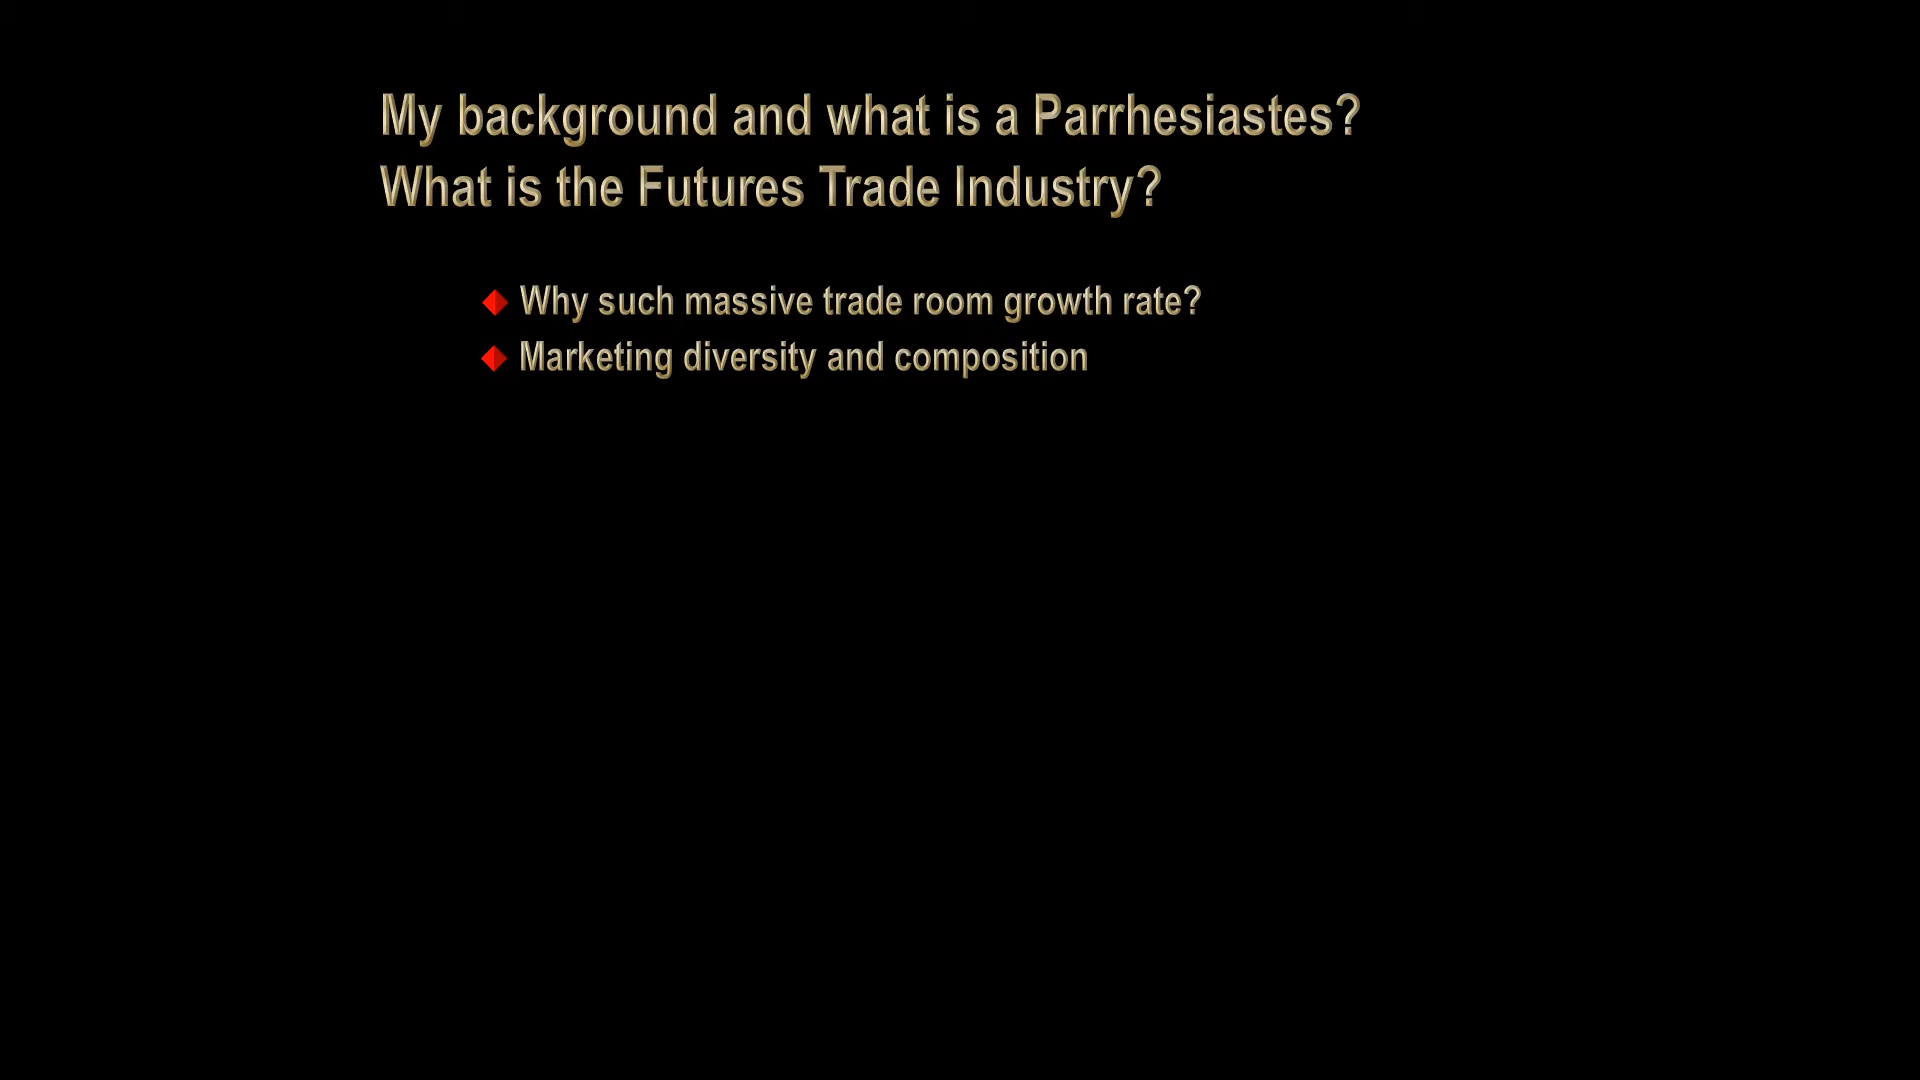 My background and what is a Parrhesiastes?
What is the Futures Trade Industry?
Why such massive trade room growth rate?
Marketing diversity and composition